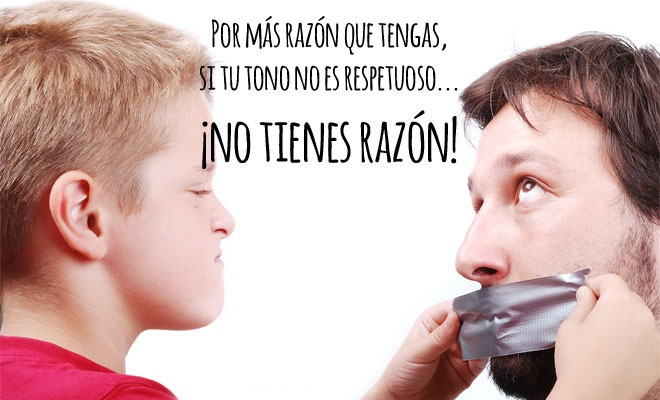 Por más razón que tengas,
si tu tono no es respetuoso...
¡no tienes razón!